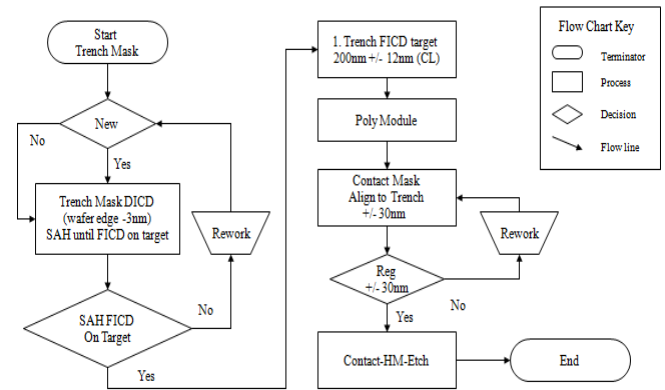 Start
Trench Mask
New
No
Yes
Trench Mask DICD
(wafer edge -3nm)
SAH until FICD on target
Rework
No
SAH FICD
On Target
Yes
1. Trench FICD target
200nm +/- 12nm (CL)
Poly Module
Contact Mask
Align to Trench
+/- 30nm
Rework
Reg
+/- 30nm
No
Yes
Contact-HM-Etch
End
Flow Chart Key
Terminator
Process
Decision
Flow line